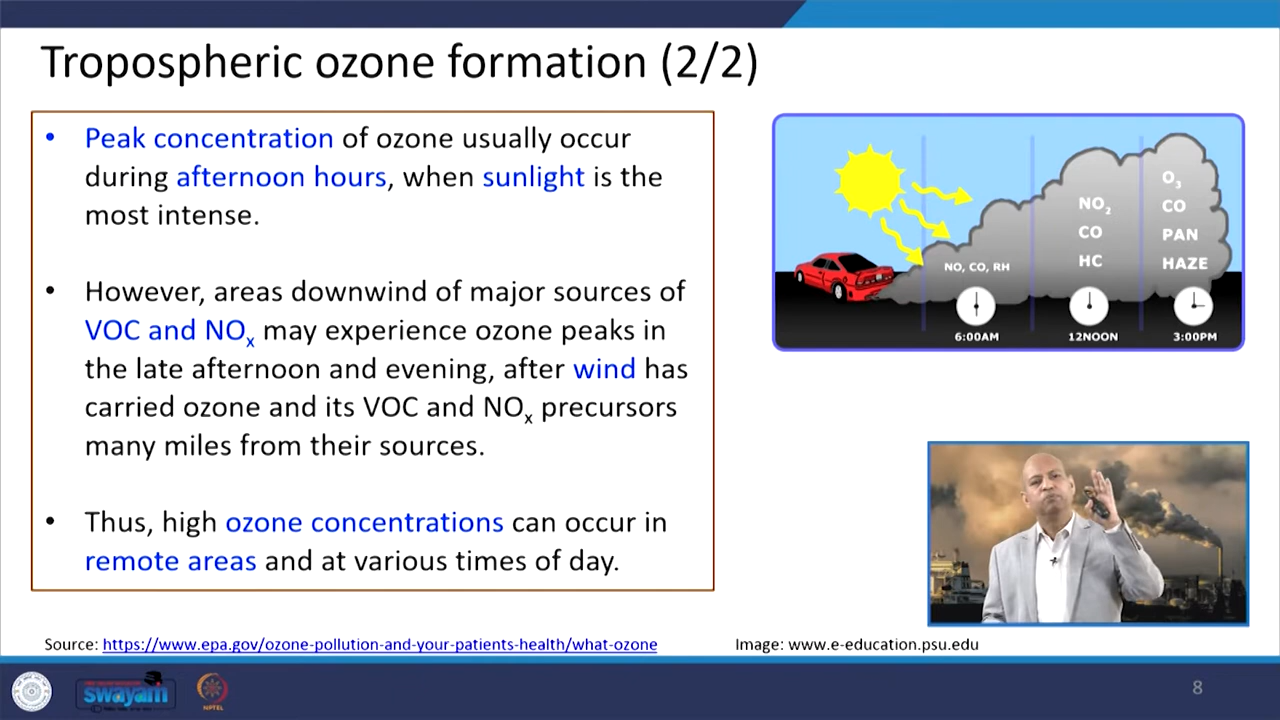 Tropospheric ozone formation (2/2)
• Peak concentration of ozone usually occur
during afternoon hours, when sunlight is the
most intense.
• However, areas downwind of major sources of
VOC and NOx may experience ozone peaks in
the late afternoon and evening, after wind has
carried ozone and its VOC and NOx precursors
many miles from their sources.
• Thus, high ozone concentrations can occur in
remote areas and at various times of day.
NO, CO, RH
6:00AM
NO2
CO
HC
12NOON
O3
CO
PAN
HAZE
3:00PM
Source: https://www.epa.gov/ozone-pollution-and-your-patients-health/what-ozone
Image: www.e-education.psu.edu
swayam
NPTEL
8